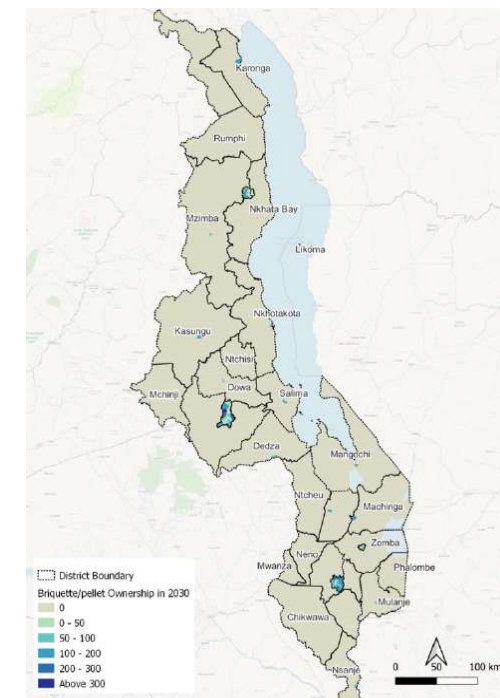 Karonga
Rumphi
Nkhata Bay
Mzimba
Likoma
Nkhotakota
Kasungu
Ntchisi
Dowa
Mchinji
Salima
Dedza
Mangochi
Ntcheu
Machinga
Zomba
Neno
Mwanza
Phalombe
Mulanje
Chikwawa
Nsanje
District Boundary
Briquette/pellet Ownership in 2030
0
0 - 50
50 - 100
100 - 200
200 - 300
Above 300
0 50 100 km